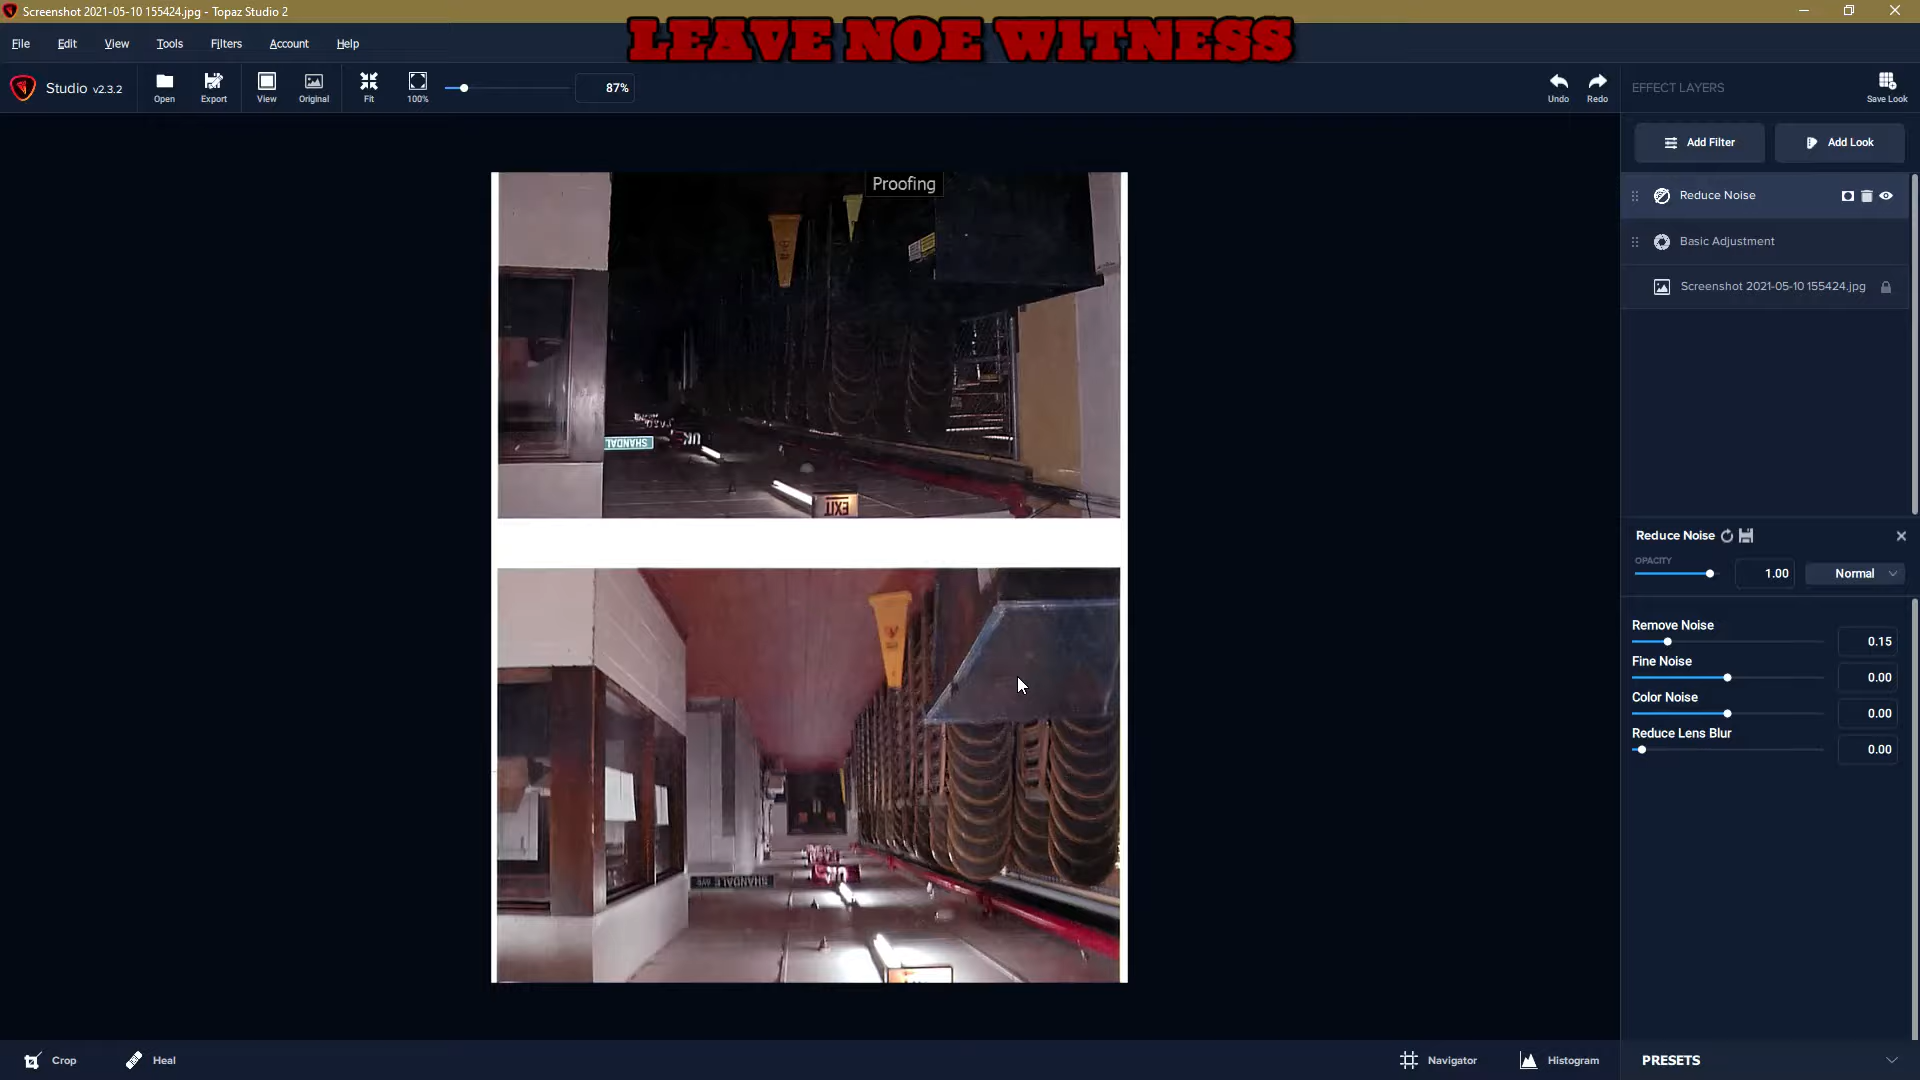 Screenshot 2021-05-10 155424.jpg - Topaz Studio 2
LEAVE NOE WITNESS
File Edit View Tools Filters Account Help
Studio v2.3.2
Open Export View Original Fit 100% 87% Undo Redo
EFFECT LAYERS
Save Look
Add Filter Add Look
Proofing
Reduce Noise
Basic Adjustment
Screenshot 2021-05-10 155424.jpg
SHANDAL
EXIT
Reduce Noise
OPACITY
1.00 Normal
Remove Noise 0.15
Fine Noise 0.00
Color Noise 0.00
Reduce Lens Blur 0.00
SHANDALE AVE
Crop Heal Navigator Histogram PRESETS